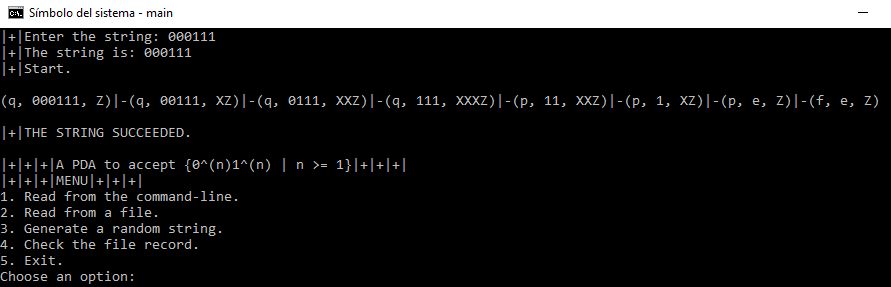 Símbolo del sistema - main
|+|Enter the string: 000111
|+|The string is: 000111
|+|Start.
(q, 000111, Z)|-(q, 00111, XZ)|-(q, 0111, XXZ)|-(q, 111, XXXZ)|-(p, 11, XXZ)|-(p, 1, XZ)|-(p, e, Z)|-(f, e, Z)
|+|THE STRING SUCCEEDED.
|+|+|+|A PDA to accept {0^(n)1^(n) | n >= 1}|+|+|+|
|+|+|+|MENU|+|+|+|
1. Read from the command-line.
2. Read from a file.
3. Generate a random string.
4. Check the file record.
5. Exit.
Choose an option: